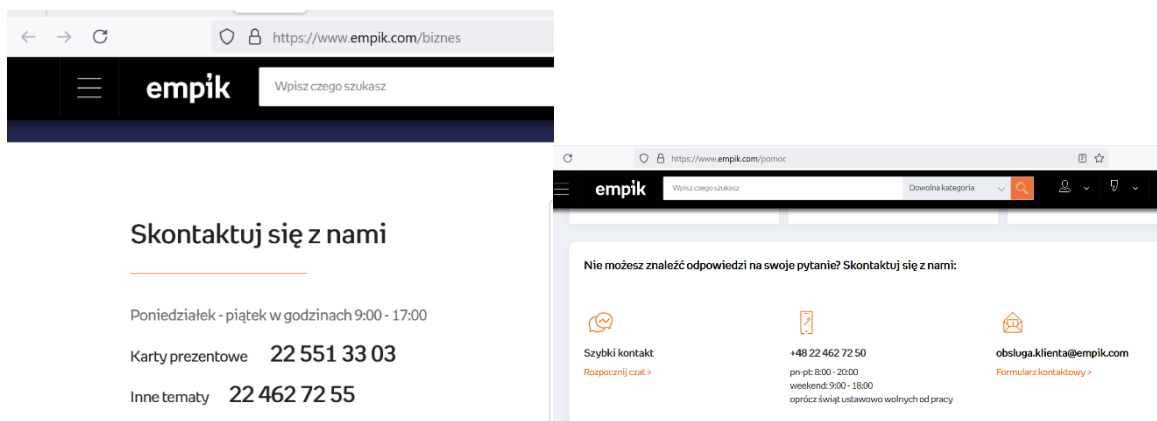 https://www.empik.com/biznes
empik
Wpisz czego szukasz
Skontaktuj się z nami
Poniedziałek - piątek w godzinach 9:00 - 17:00
Karty prezentowe 22 551 33 03
Inne tematy 22 462 72 55
https://www.empik.com/pomoc
empik
Wpisz czego szukasz
Dowolna kategoria
Nie możesz znaleźć odpowiedzi na swoje pytanie? Skontaktuj się z nami:
Szybki kontakt
Rozpocznij czat >
+48 22 462 72 50
pn-pt: 8:00 - 20:00
weekend: 9:00 - 18:00
oprócz świąt ustawowo wolnych od pracy
obsluga.klienta@empik.com
Formularz kontaktowy >